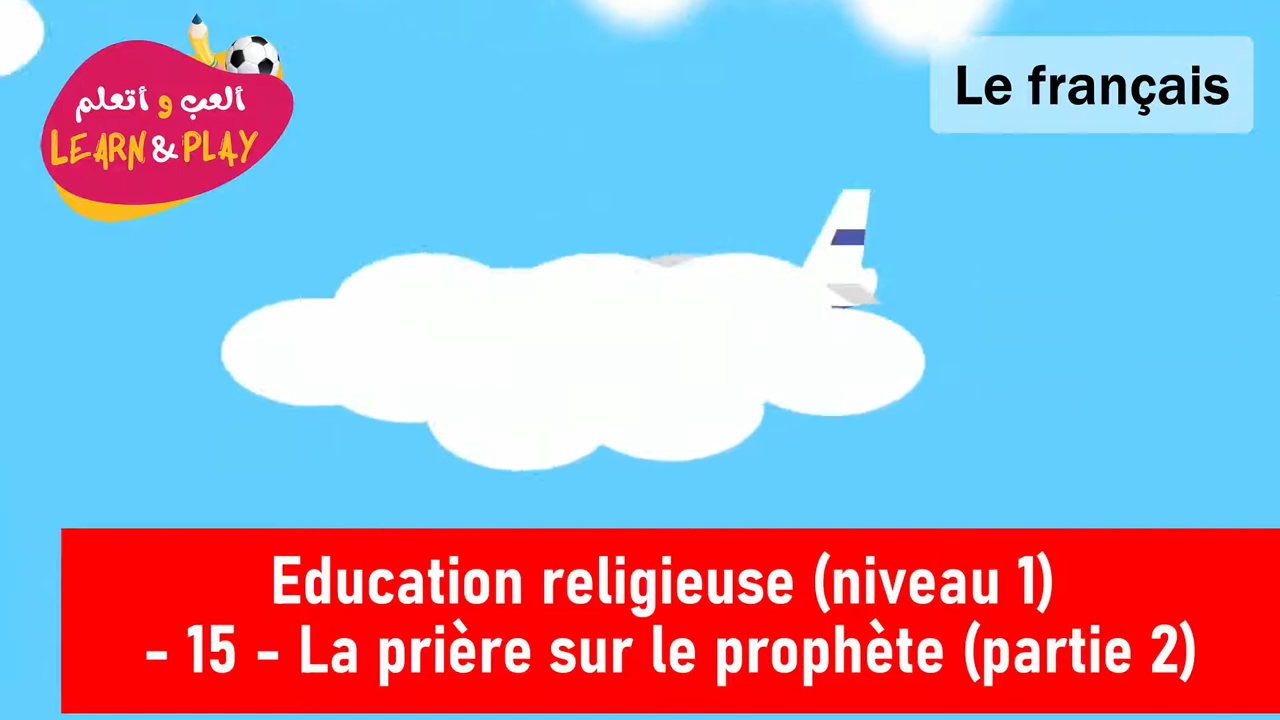 ألعب و أتعلم
LEARN & PLAY
Le français
Education religieuse (niveau 1)
- 15 - La prière sur le prophète (partie 2)